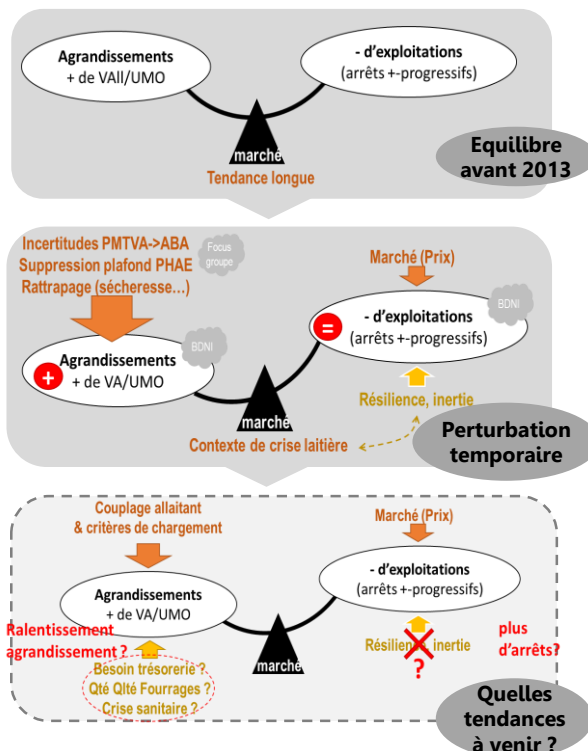 Agrandissements
+ de VAII/UMO
- d'exploitations
(arrêts +-progressifs)
marché
Tendance longue
Equilibre
avant 2013
Incertitudes PMTVA->ABA
Suppression plafond PHAE
Rattrapage (sécheresse...)
Focus
groupe
Marché (Prix)
BDNI
+
Agrandissements
+ de VA/UMO
BDNI
=
- d'exploitations
(arrêts +-progressifs)
marché
Résilience, inertie
Contexte de crise laitière
Perturbation
temporaire
Couplage allaitant
& critères de chargement
Marché (Prix)
Agrandissements
+ de VA/UMO
- d'exploitations
(arrêts +-progressifs)
Ralentissement
agrandissement ?
Besoin trésorerie ?
Qté Qlté Fourrages ?
Crise sanitaire ?
marché
Résilience, inertie
?
plus
d'arrêts?
Quelles
tendances
à venir ?